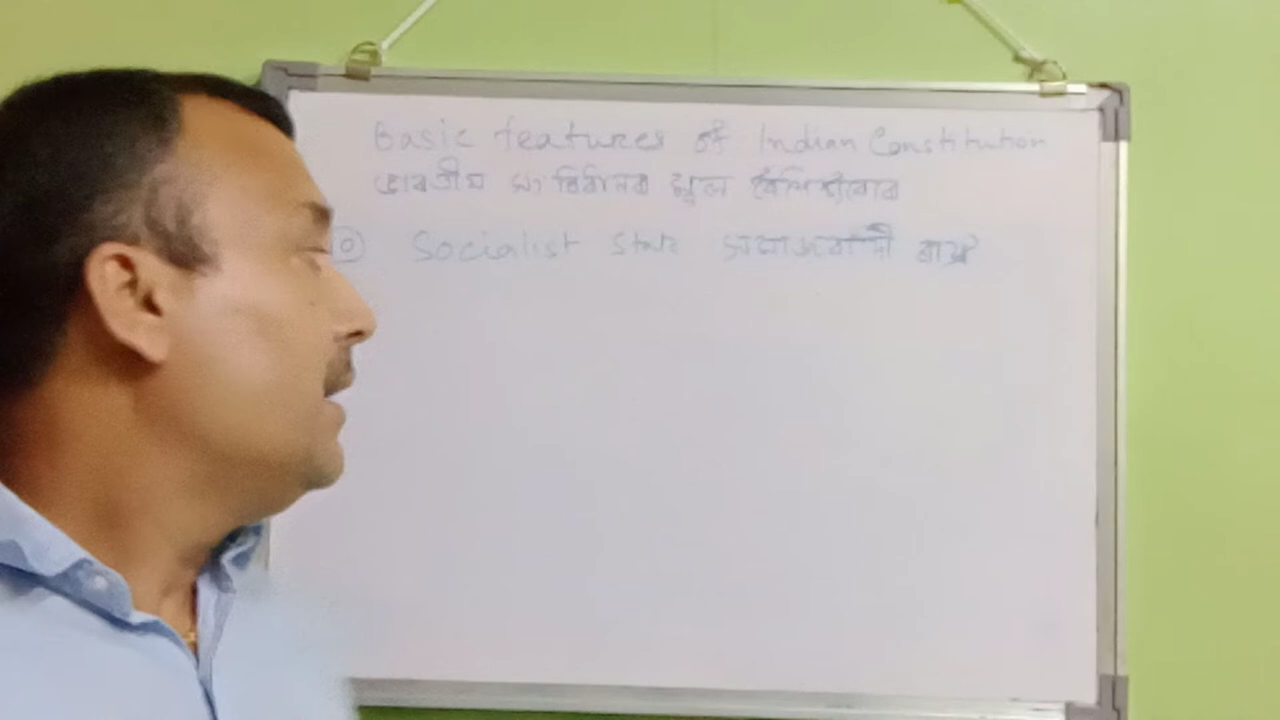 Basic features of Indian Constitution
ভাৰতীয় সংবিধানৰ মূল বৈশিষ্ট্যবোৰ
Socialist State সমাজবাদী ৰাষ্ট্ৰ